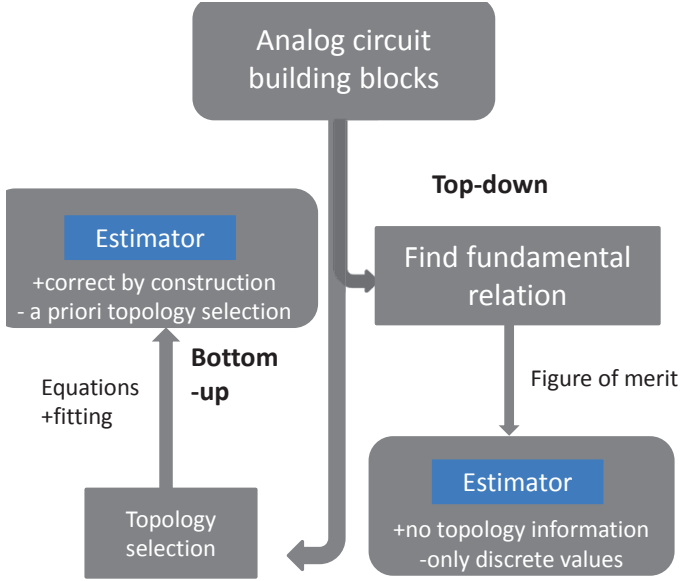 Analog circuit
building blocks
Top-down
Estimator
+correct by construction
- a priori topology selection
Find fundamental
relation
Bottom
-up
Equations
+fitting
Figure of merit
Topology
selection
Estimator
+no topology information
-only discrete values